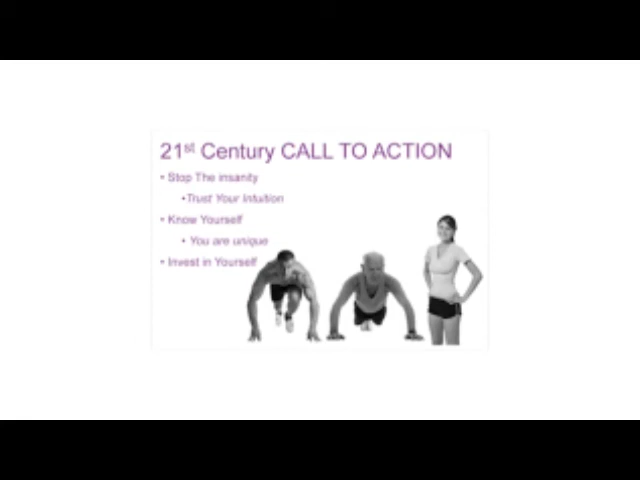 21st Century CALL TO ACTION
• Stop The insanity
•Trust Your Intuition
• Know Yourself
• You are unique
• Invest in Yourself